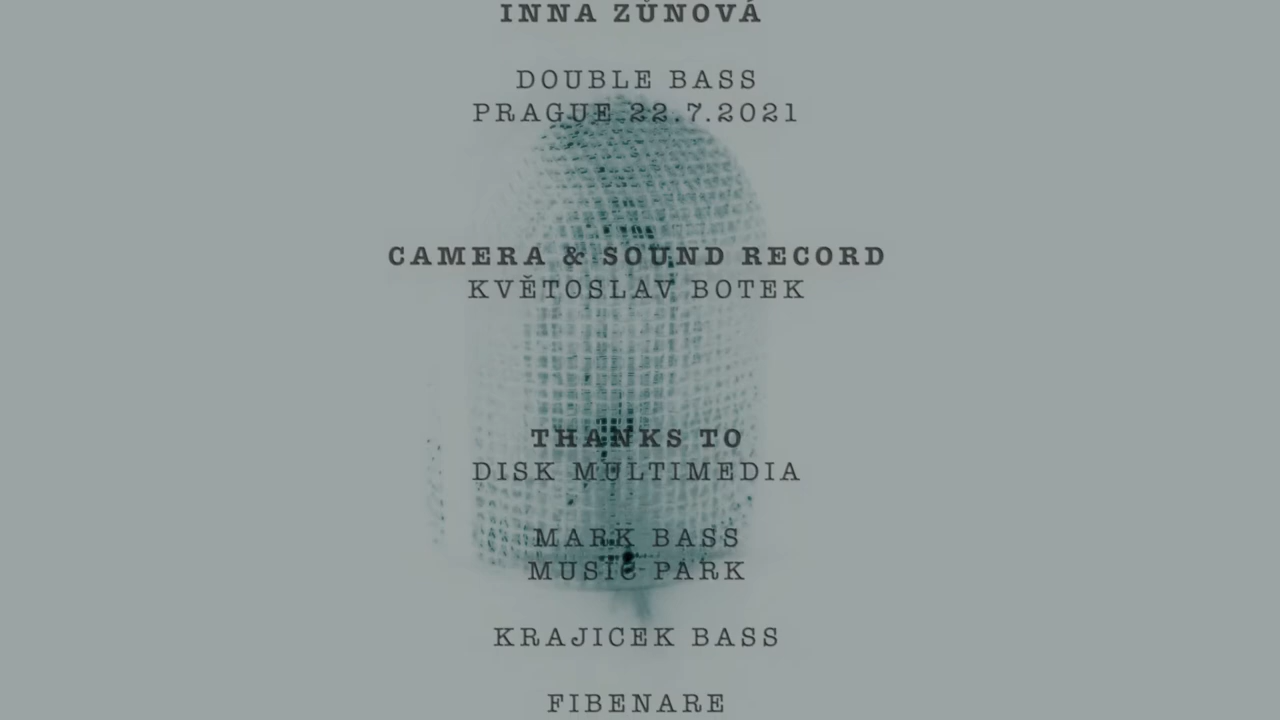 INNA ZŮNOVÁ
DOUBLE BASS
PRAGUE 22.7.2021
CAMERA & SOUND RECORD
KVĚTOSLAV BOTEK
THANKS TO
DISK MULTIMEDIA
MARK BASS
MUSIC PARK
KRAJICEK BASS
FIBENARE